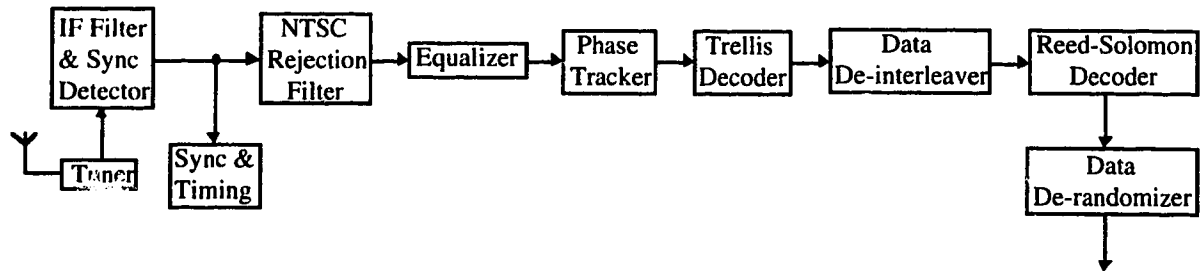 IF Filter
& Sync
Detector
NTSC
Rejection
Filter
Equalizer
Phase
Tracker
Trellis
Decoder
Data
De-interleaver
Reed-Solomon
Decoder
Tuner
Sync &
Timing
Data
De-randomizer